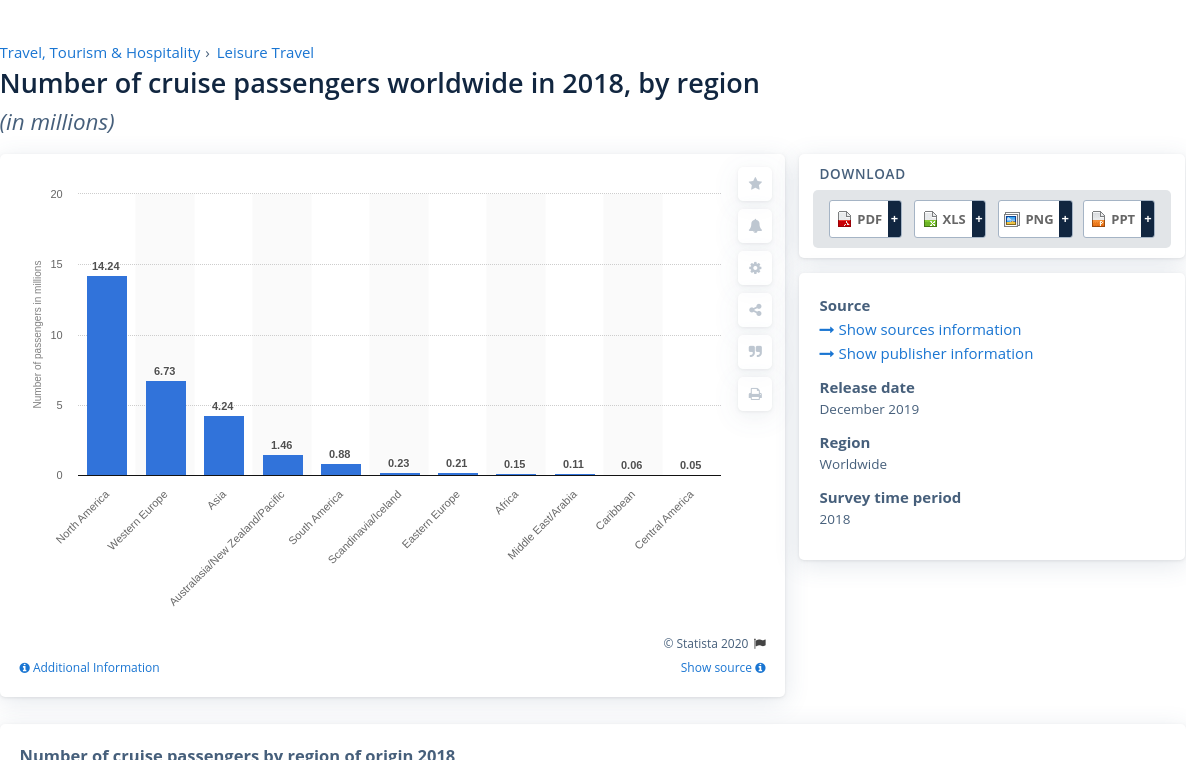 Travel, Tourism & Hospitality › Leisure Travel
Number of cruise passengers worldwide in 2018, by region
(in millions)
20
15
10
5
0
Number of passengers in millions
14.24
6.73
4.24
1.46
0.88
0.23
0.21
0.15
0.11
0.06
0.05
North America
Western Europe
Asia
Australasia/New Zealand/Pacific
South America
Scandinavia/Iceland
Eastern Europe
Africa
Middle East/Arabia
Caribbean
Central America
© Statista 2020
Additional Information
Show source
DOWNLOAD
PDF + XLS + PNG + PPT +
Source
Show sources information
Show publisher information
Release date
December 2019
Region
Worldwide
Survey time period
2018
Number of cruise passengers by region of origin 2018